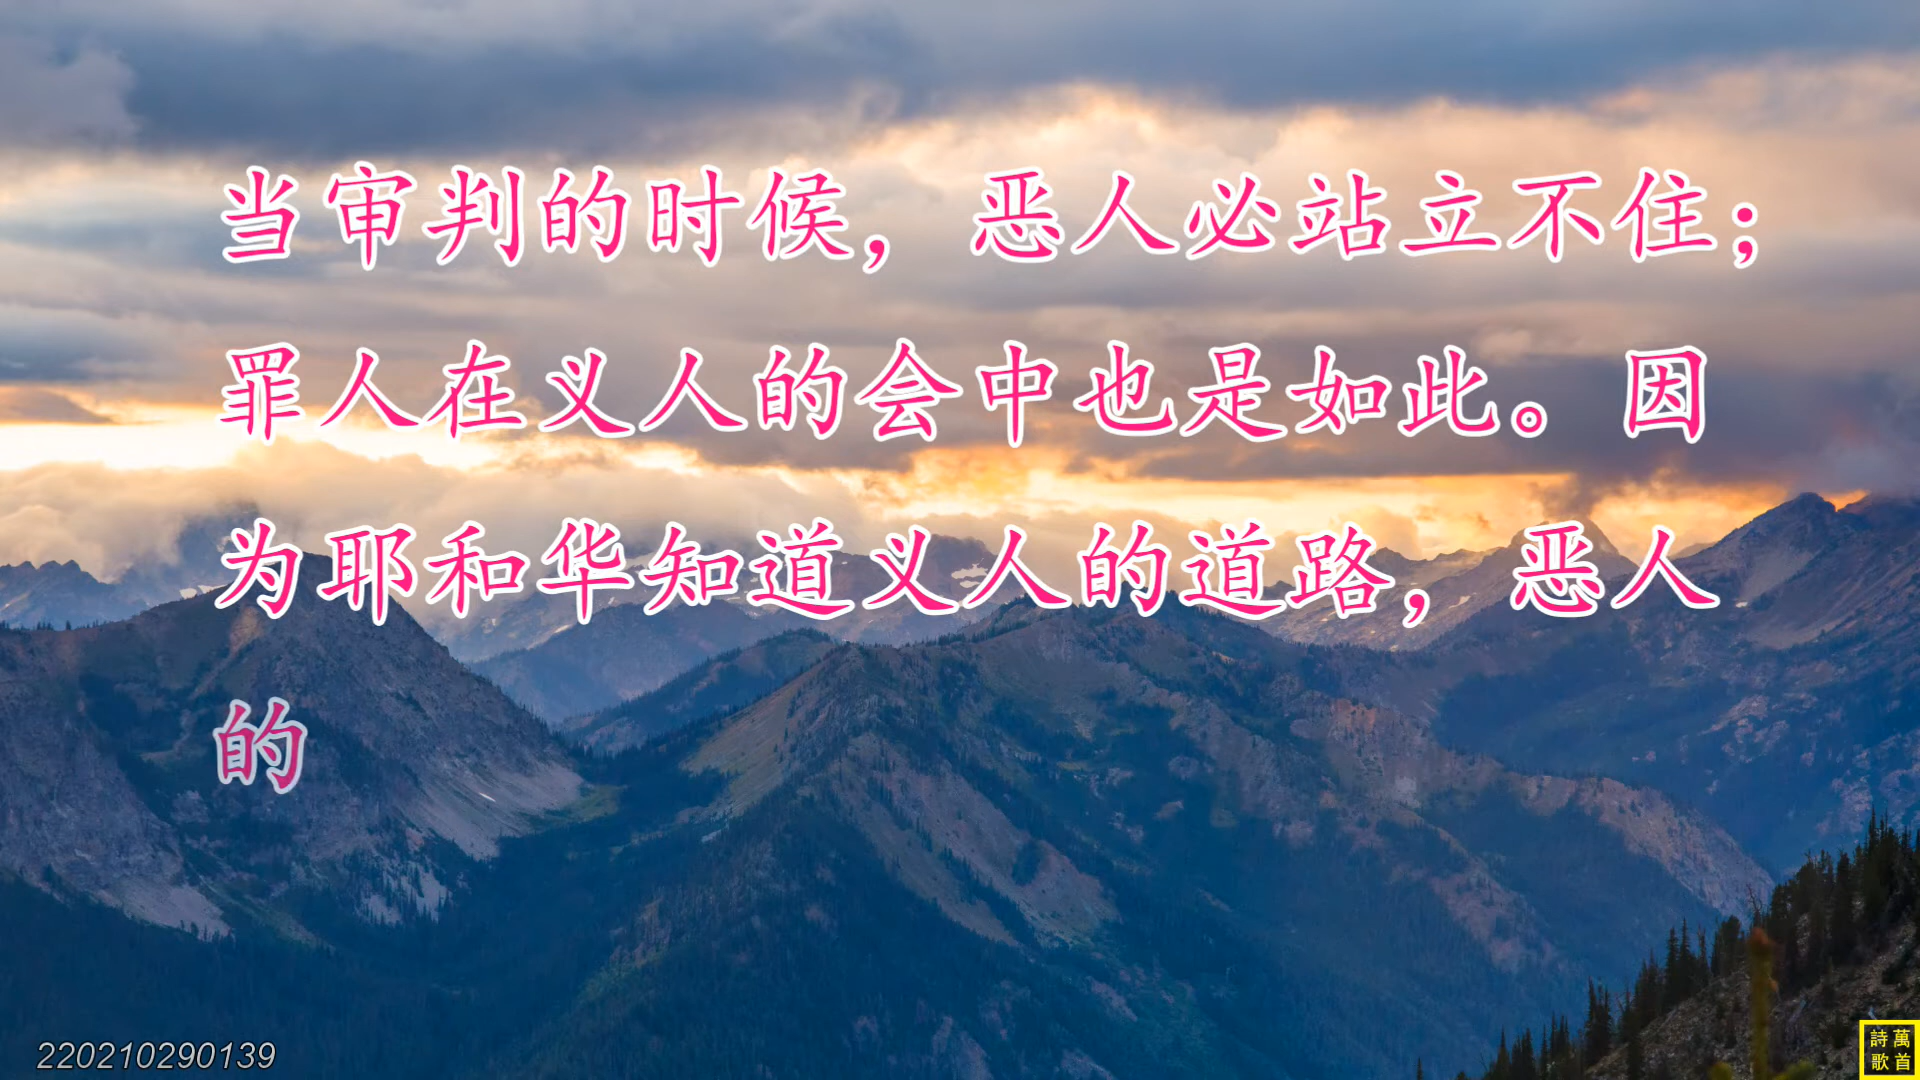 当审判的时候，恶人必站立不住；
罪人在义人的会中也是如此。因
为耶和华知道义人的道路，恶人
的
220210290139
萬首
詩歌